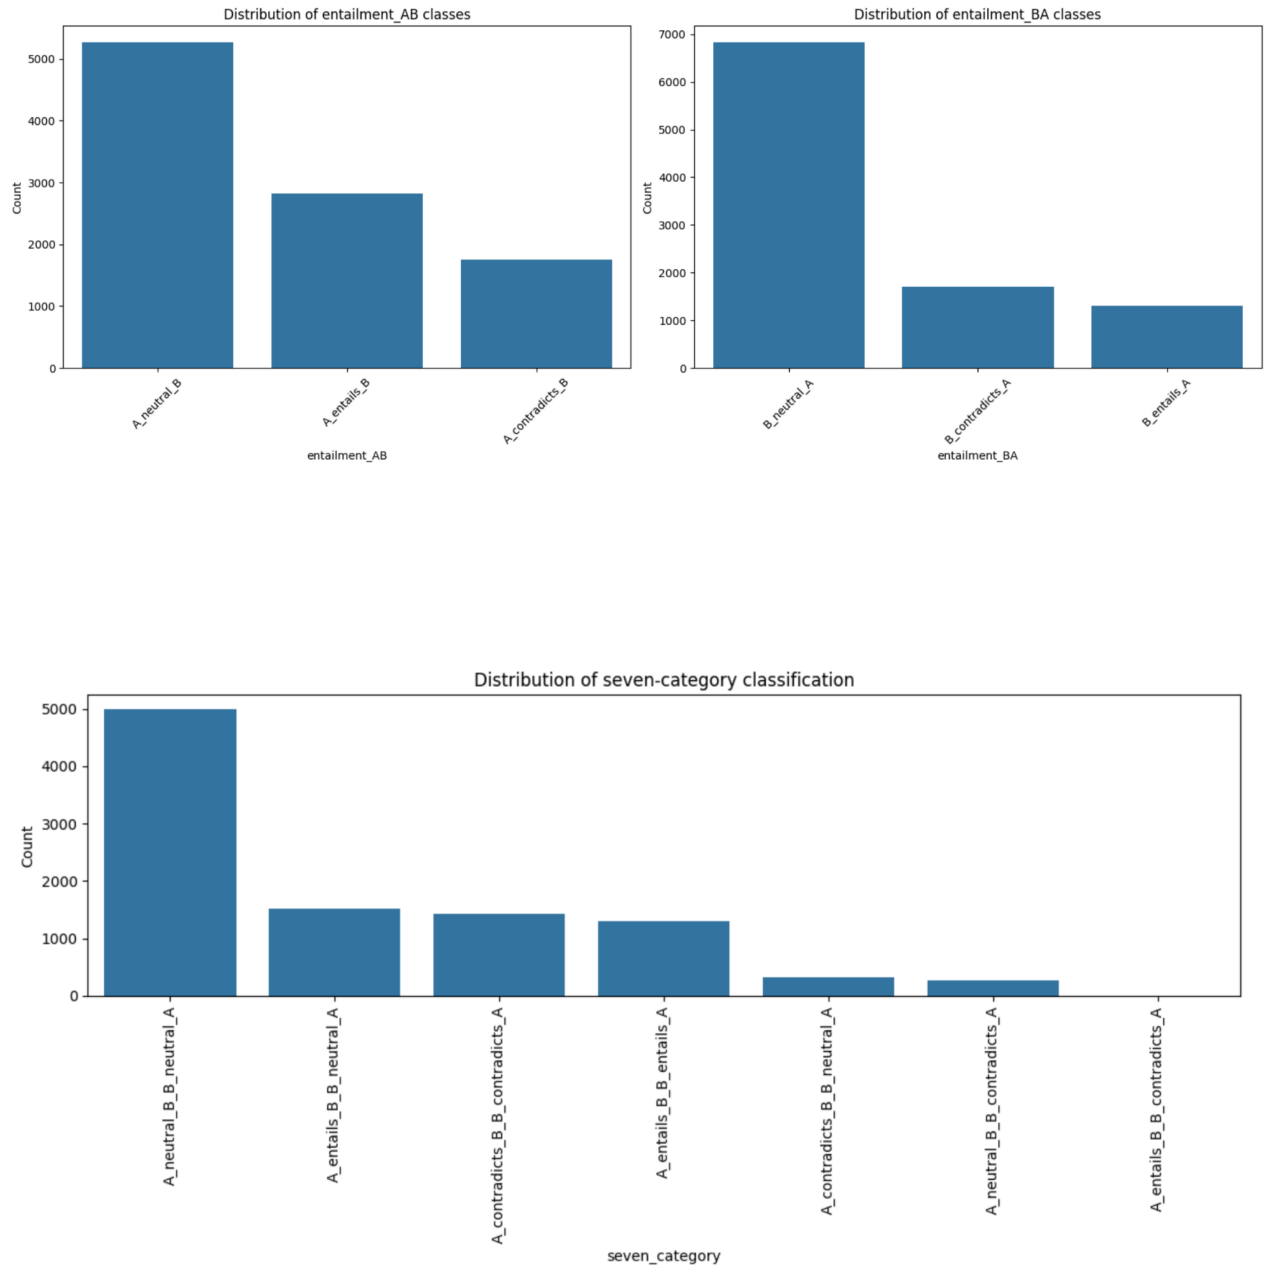 Distribution of entailment_AB classes
Count
5000
4000
3000
2000
1000
0
A_neutral_B
A_entails_B
A_contradicts_B
entailment_AB
Distribution of entailment_BA classes
Count
7000
6000
5000
4000
3000
2000
1000
0
B_neutral_A
B_contradicts_A
B_entails_A
entailment_BA
Distribution of seven-category classification
Count
5000
4000
3000
2000
1000
0
A_neutral_B_B_neutral_A
A_entails_B_B_neutral_A
A_contradicts_B_B_contradicts_A
A_entails_B_B_entails_A
A_contradicts_B_B_neutral_A
A_neutral_B_B_contradicts_A
A_entails_B_B_contradicts_A
seven_category